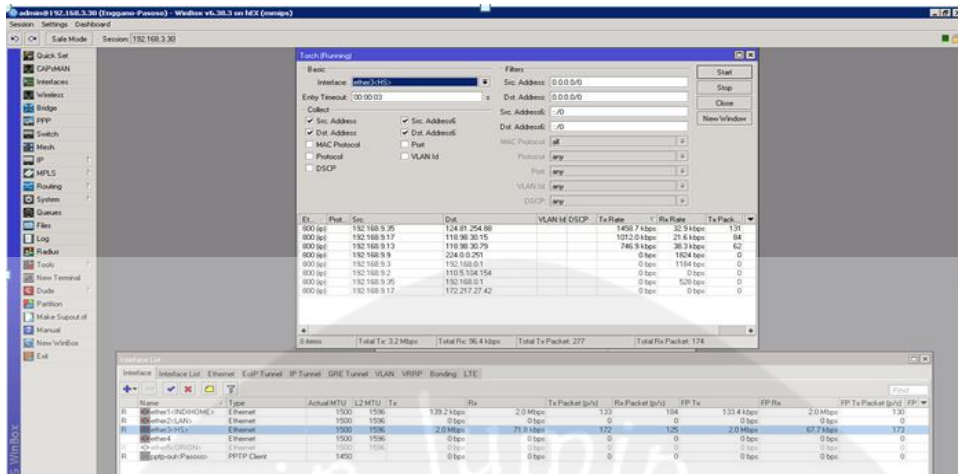 admin@192.168.3.30 (Enggano-Pasoso) - WinBox v6.38.3 on hEX (mmips)
Session Settings Dashboard
Safe Mode Session: 192.168.3.30
Quick Set
CAPsMAN
Interfaces
Wireless
Bridge
PPP
Switch
Mesh
IP
MPLS
Routing
System
Queues
Files
Log
Radius
Tools
New Terminal
Dude
Partition
Make Supout.rif
Manual
New WinBox
Exit
WinBox
Torch (Running)
Basic
Interface: ether3<HS>
Entry Timeout: 00:00:03 s
Collect
Src. Address Src. Address6
Dst. Address Dst. Address6
MAC Protocol Port
Protocol VLAN Id
DSCP
Filters
Src. Address: 0.0.0.0/0
Dst. Address: 0.0.0.0/0
Src. Address6: ::/0
Dst. Address6: ::/0
MAC Protocol: all
Protocol: any
Port: any
VLAN Id: any
DSCP: any
Start
Stop
Close
New Window
Et... Prot... Src. Dst. VLAN Id DSCP Tx Rate Rx Rate Tx Pack...
800 (ip) 192.168.9.35 124.81.254.88 1458.7 kbps 32.9 kbps 131
800 (ip) 192.168.9.17 118.98.30.15 1012.0 kbps 21.6 kbps 84
800 (ip) 192.168.9.13 118.98.30.79 746.9 kbps 38.3 kbps 62
800 (ip) 192.168.9.9 224.0.0.251 0 bps 1824 bps 0
800 (ip) 192.168.9.3 192.168.0.1 0 bps 1184 bps 0
800 (ip) 192.168.9.2 110.5.104.154 0 bps 0 bps 0
800 (ip) 192.168.9.35 192.168.0.1 0 bps 528 bps 0
800 (ip) 192.168.9.17 172.217.27.42 0 bps 0 bps 0
8 items Total Tx: 3.2 Mbps Total Rx: 96.4 kbps Total Tx Packet: 277 Total Rx Packet: 174
Interface List
Interface Interface List Ethernet EoIP Tunnel IP Tunnel GRE Tunnel VLAN VRRP Bonding LTE
Find
Name Type Actual MTU L2 MTU Tx Rx Tx Packet (p/s) Rx Packet (p/s) FP Tx FP Rx FP Tx Packet (p/s) FP
R ether1<INDIHOME> Ethernet 1500 1596 139.2 kbps 2.0 Mbps 133 184 133.4 kbps 2.0 Mbps 130
R ether2<LAN> Ethernet 1500 1596 0 bps 0 bps 0 0 0 bps 0 bps 0
R ether3<HS> Ethernet 1500 1596 2.0 Mbps 71.8 kbps 172 125 2.0 Mbps 67.7 kbps 173
ether4 Ethernet 1500 1596 0 bps 0 bps 0 0 0 bps 0 bps 0
X Ethernet 1500 1596 0 bps 0 bps 0 0 0 bps 0 bps 0
R pptp-out<Pasoso> PPTP Client 1450 0 bps 0 bps 0 0 0 bps 0 bps 0